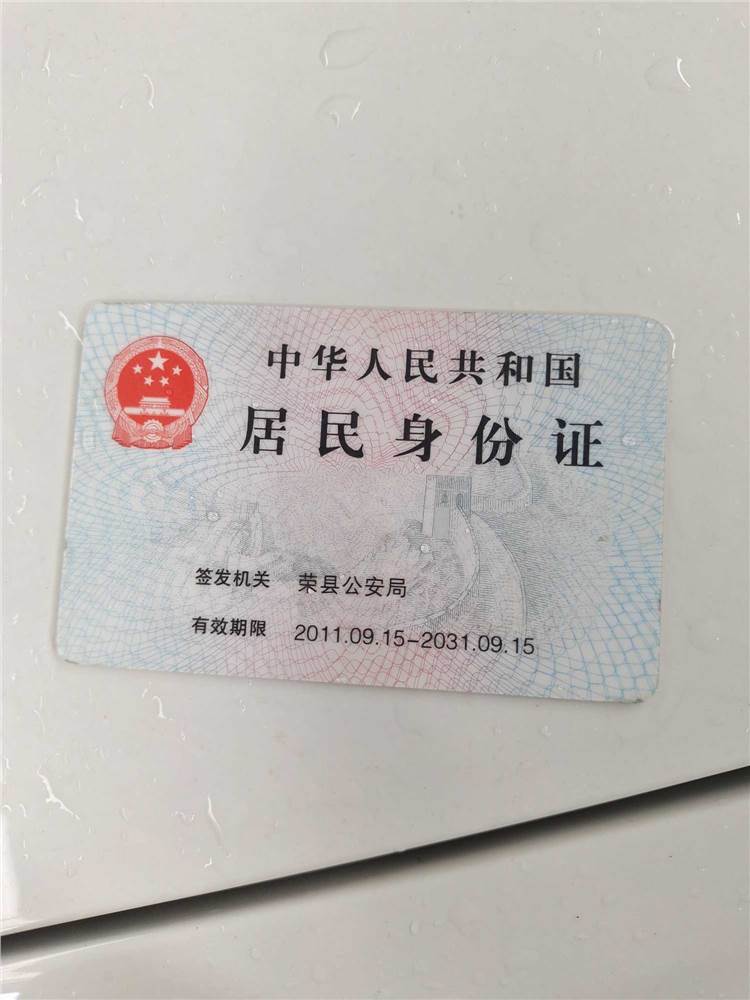 中华人民共和国
居民身份证
签发机关 荣县公安局
有效期限 2011.09.15-2031.09.15